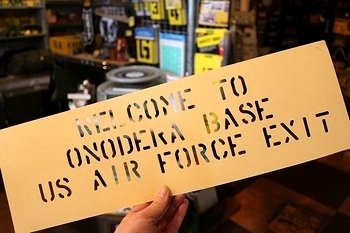 WELCOME TO
ONODERA BASE
US AIR FORCE EXIT